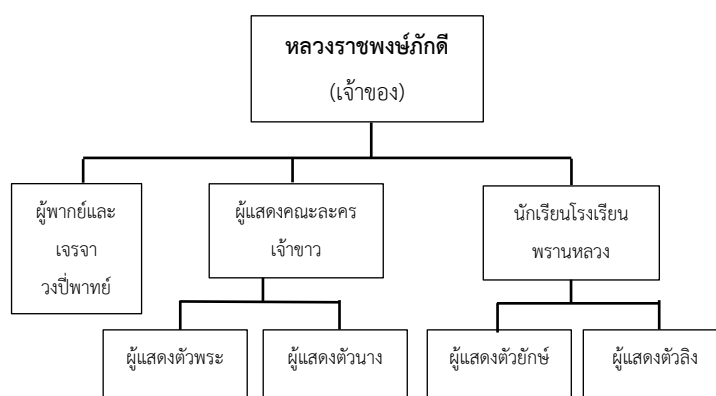 หลวงราชพงษ์ภักดี
(เจ้าของ)
ผู้พากย์และ
เจรจา
วงปี่พาทย์
ผู้แสดงคณะละคร
เจ้าขาว
นักเรียนโรงเรียน
พรานหลวง
ผู้แสดงตัวพระ
ผู้แสดงตัวนาง
ผู้แสดงตัวยักษ์
ผู้แสดงตัวลิง